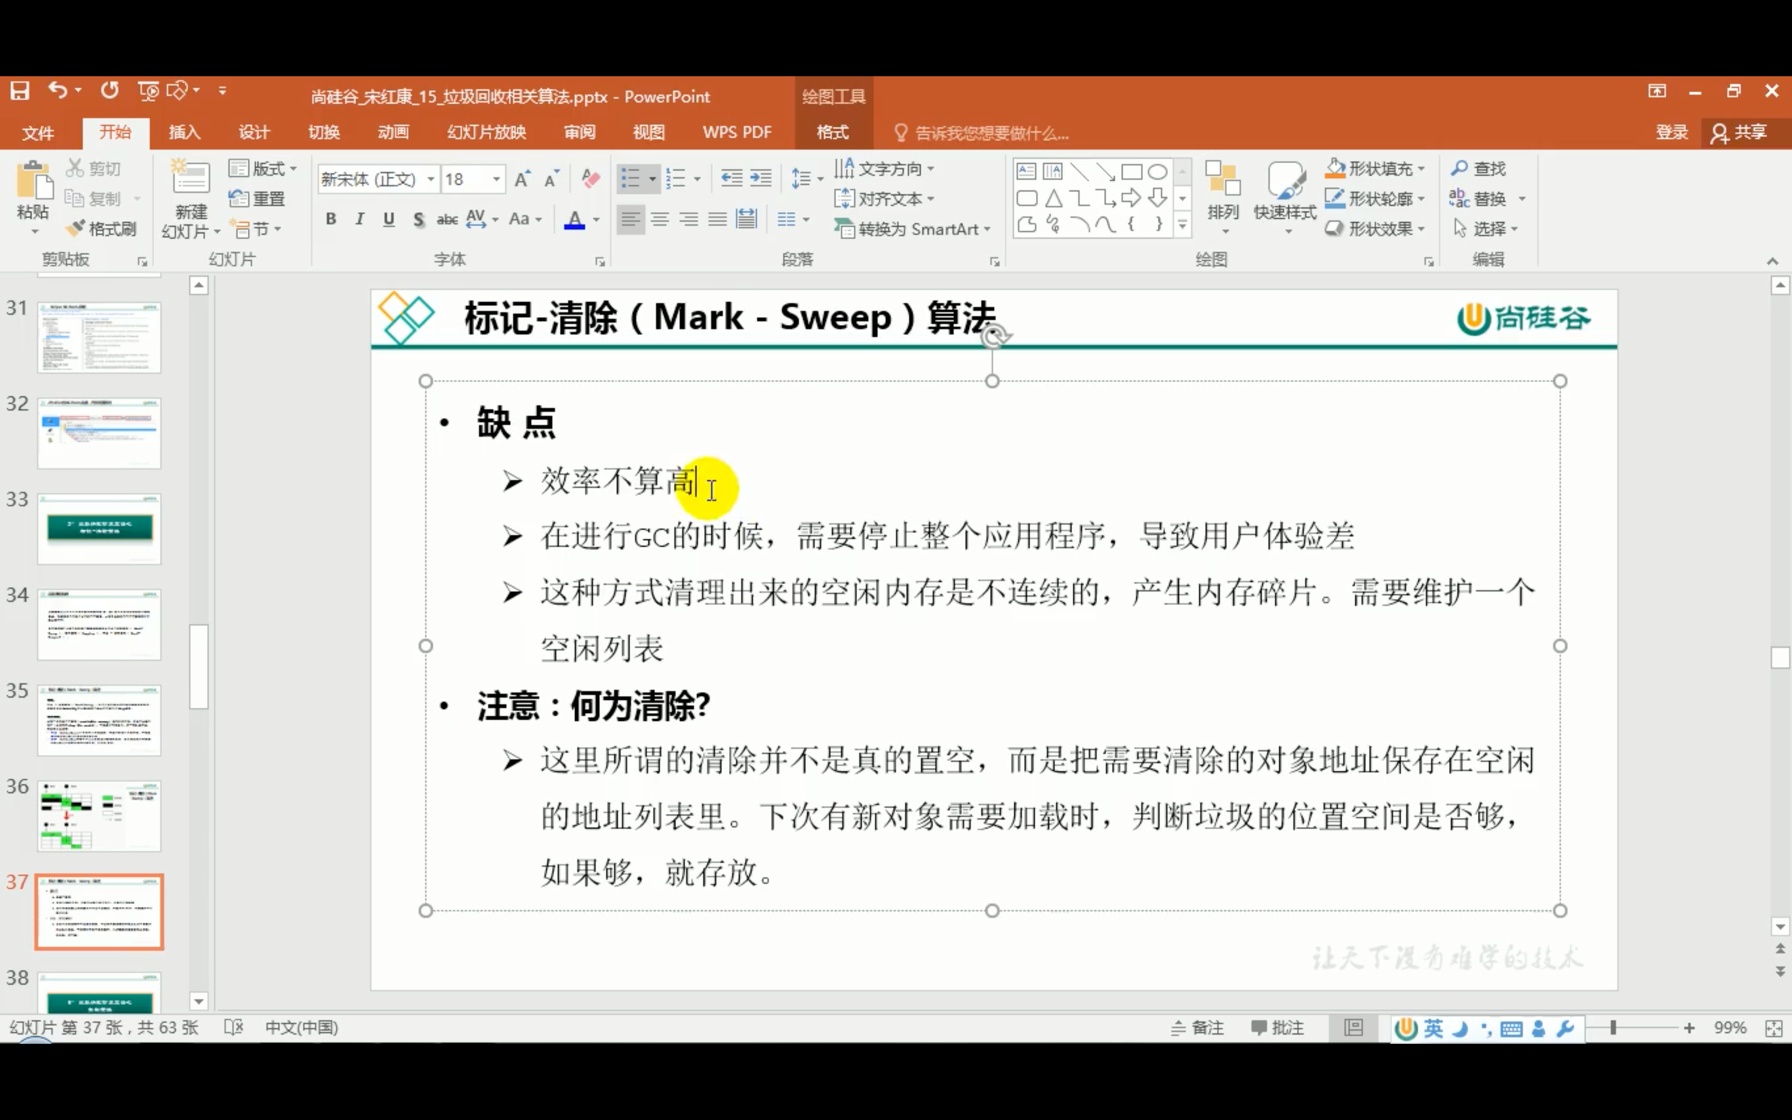 尚硅谷_宋红康_15_垃圾回收相关算法.pptx - PowerPoint
绘图工具
文件
开始
插入
设计
切换
动画
幻灯片放映
审阅
视图
WPS PDF
格式
告诉我您想要做什么...
登录
共享
粘贴
剪切
复制
格式刷
剪贴板
新建
幻灯片
版式
重置
节
幻灯片
新宋体 (正文)
18
B I U S abc AV Aa A
字体
文字方向
对齐文本
转换为 SmartArt
段落
排列
快速样式
形状填充
形状轮廓
形状效果
绘图
查找
替换
选择
编辑
31
32
33
34
35
36
37
38
标记-清除（Mark - Sweep）算法
尚硅谷
• 缺 点
➢ 效率不算高
➢ 在进行GC的时候，需要停止整个应用程序，导致用户体验差
➢ 这种方式清理出来的空闲内存是不连续的，产生内存碎片。需要维护一个
空闲列表
• 注意：何为清除?
➢ 这里所谓的清除并不是真的置空，而是把需要清除的对象地址保存在空闲
的地址列表里。下次有新对象需要加载时，判断垃圾的位置空间是否够，
如果够，就存放。
让天下没有难学的技术
幻灯片 第 37 张，共 63 张
中文(中国)
备注
批注
英
99%